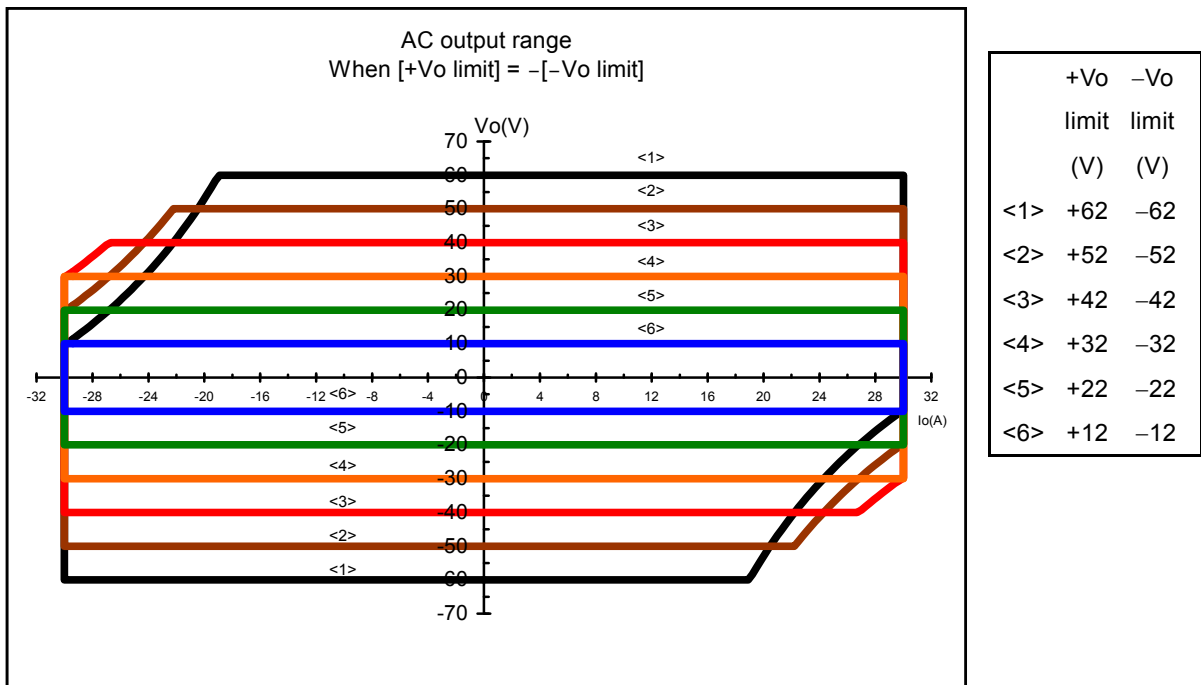 AC output range
When [+Vo limit] = −[−Vo limit]
Vo(V)
70
60
50
40
30
20
10
0
-10
-20
-30
-40
-50
-60
-70
<1>
<2>
<3>
<4>
<5>
<6>
-32 -28 -24 -20 -16 -12 -8 -4 0 4 8 12 16 20 24 28 32
Io(A)
<6>
<5>
<4>
<3>
<2>
<1>
+Vo −Vo
limit limit
(V) (V)
<1> +62 −62
<2> +52 −52
<3> +42 −42
<4> +32 −32
<5> +22 −22
<6> +12 −12